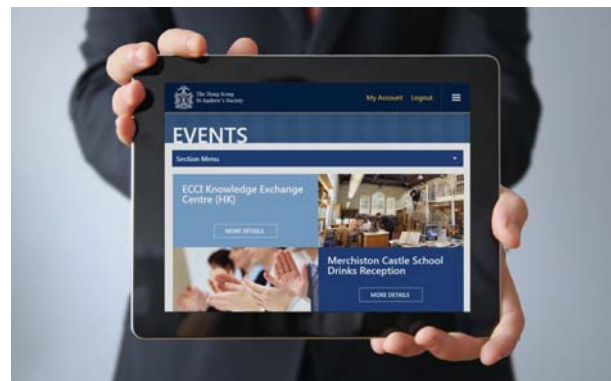 The Hong Kong
St Andrew's Society
My Account Logout
EVENTS
Section Menu
ECCI Knowledge Exchange
Centre (HK)
MORE DETAILS
Merchiston Castle School
Drinks Reception
MORE DETAILS